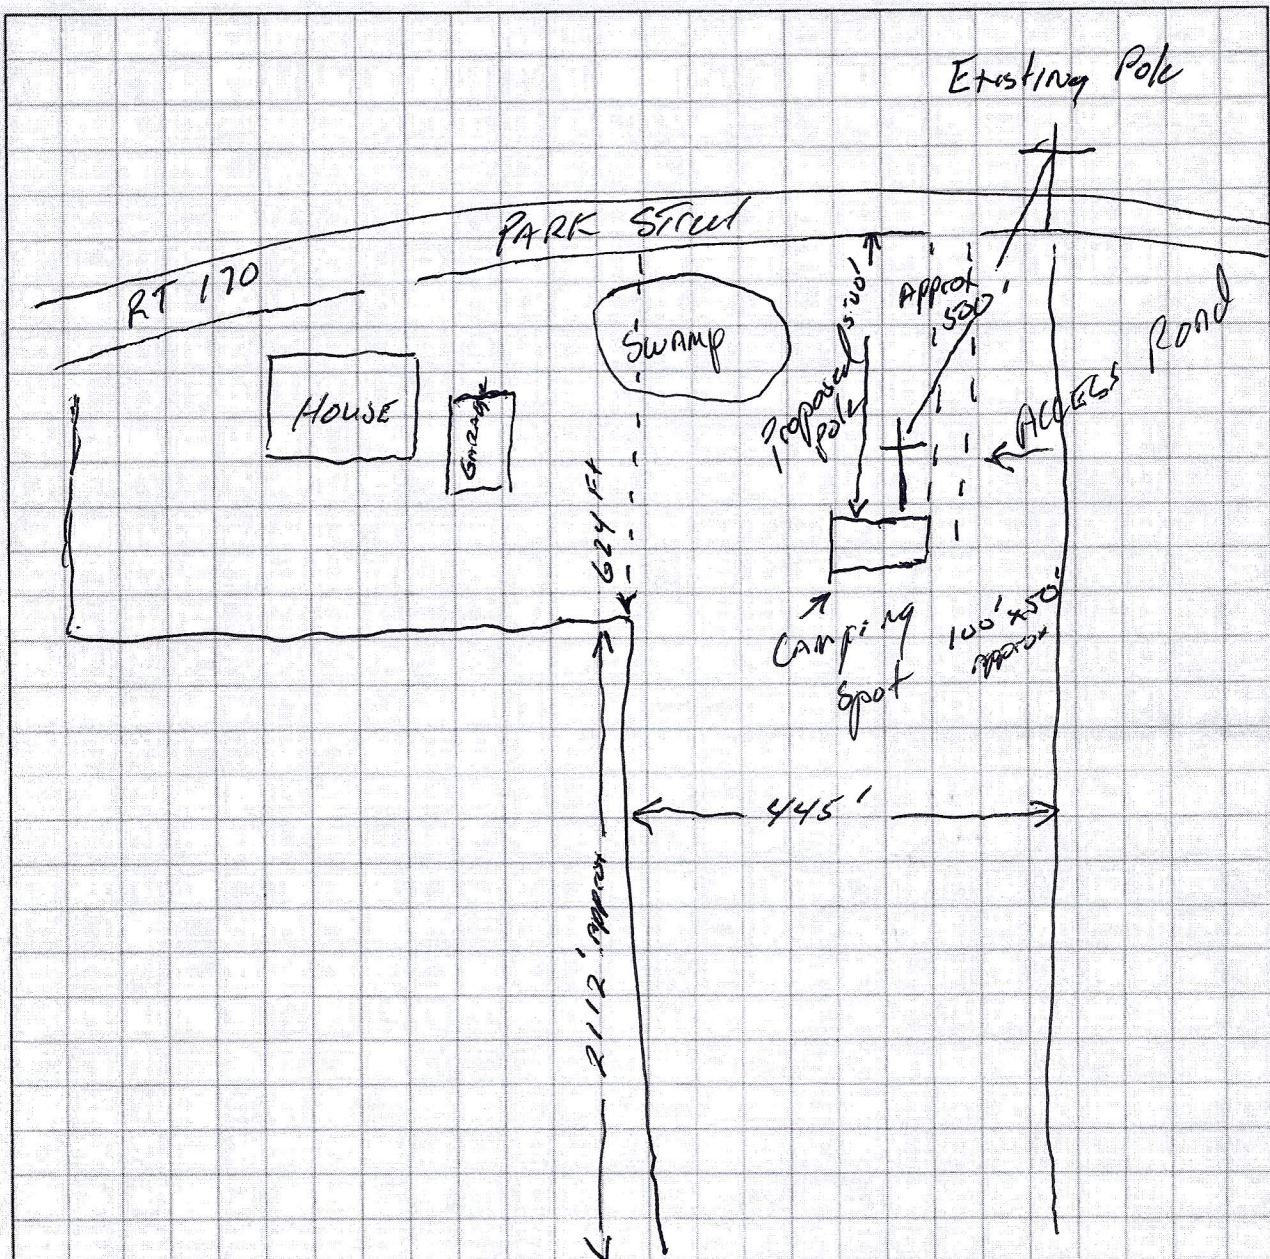 Existing Pole
PARK Street
RT 170
500'
Approx
500'
Swamp
ROAD
HOUSE
GARAGE
Proposed
pole
ACCESS
624 Ft
Camping
Spot
100' x 50'
Approx
445'
2112' Approx